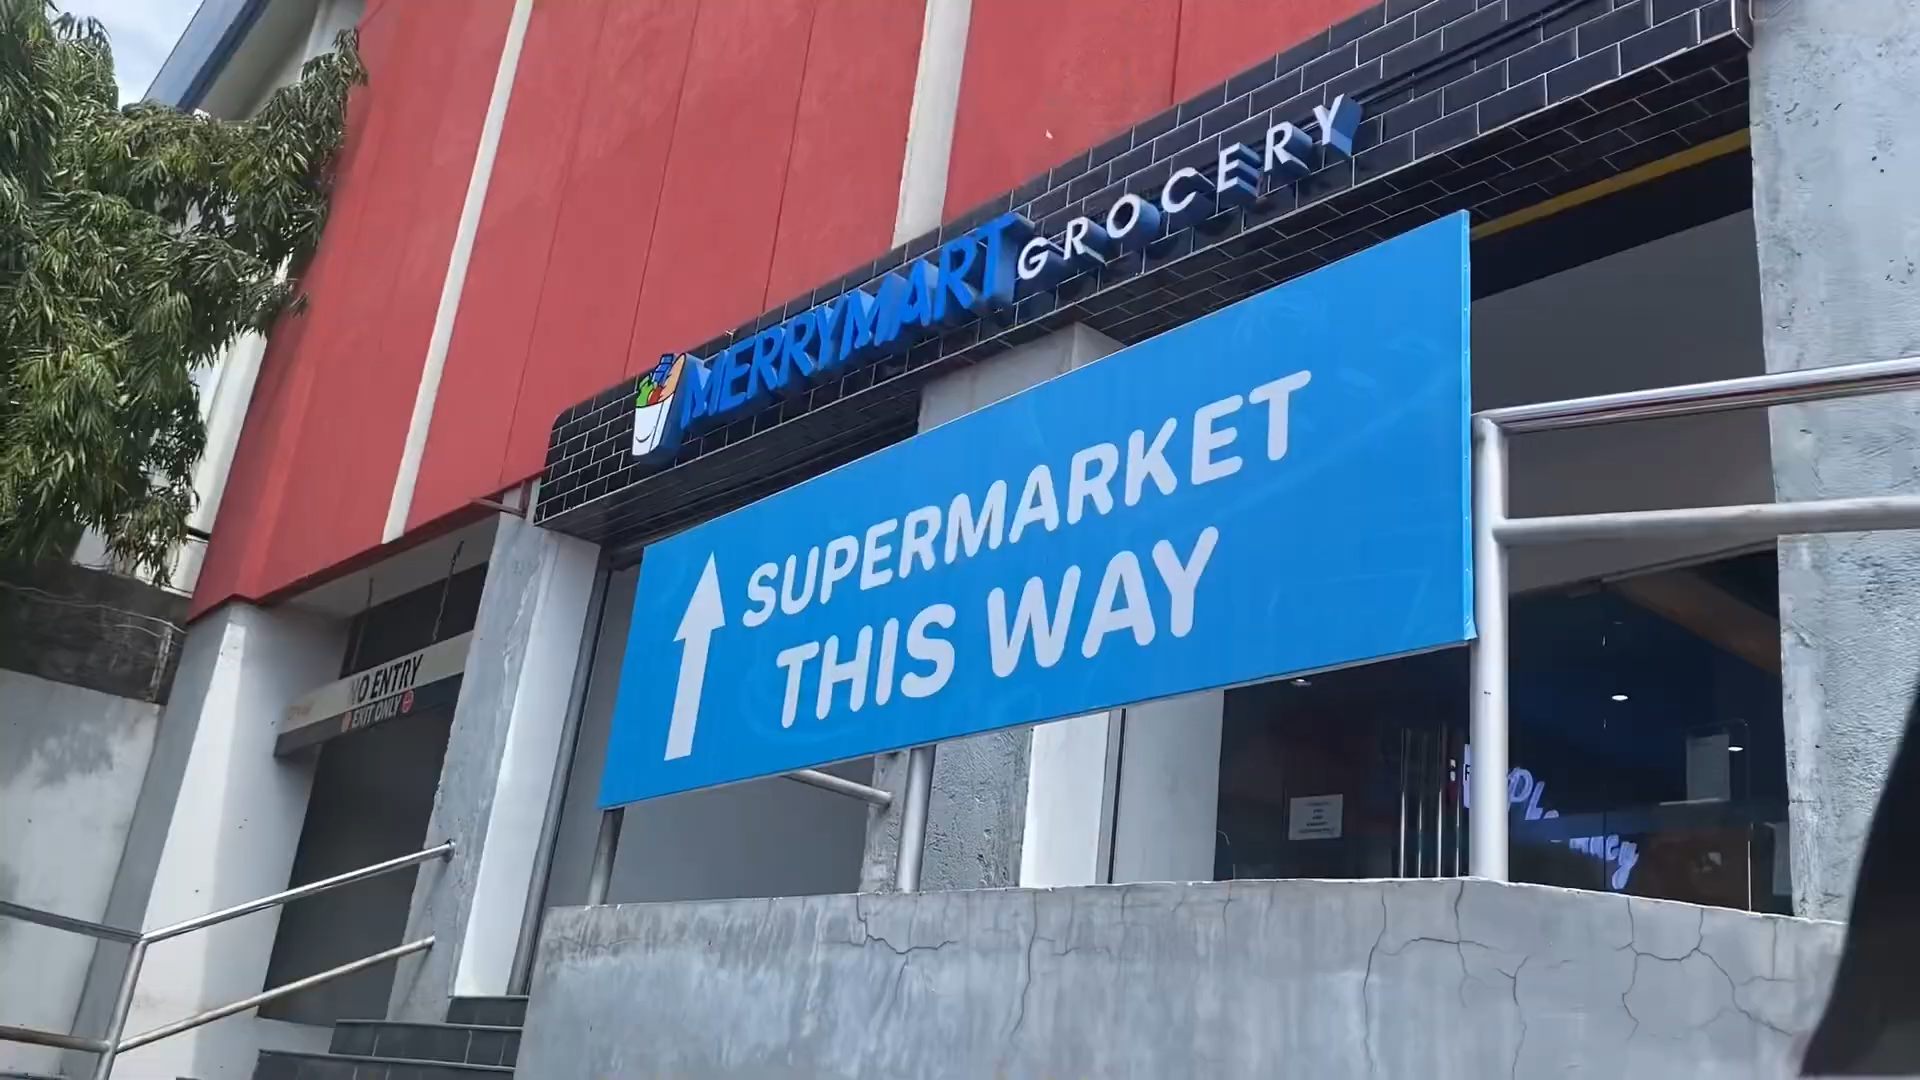 MERRYMART GROCERY
SUPERMARKET
THIS WAY
NO ENTRY
EXIT ONLY